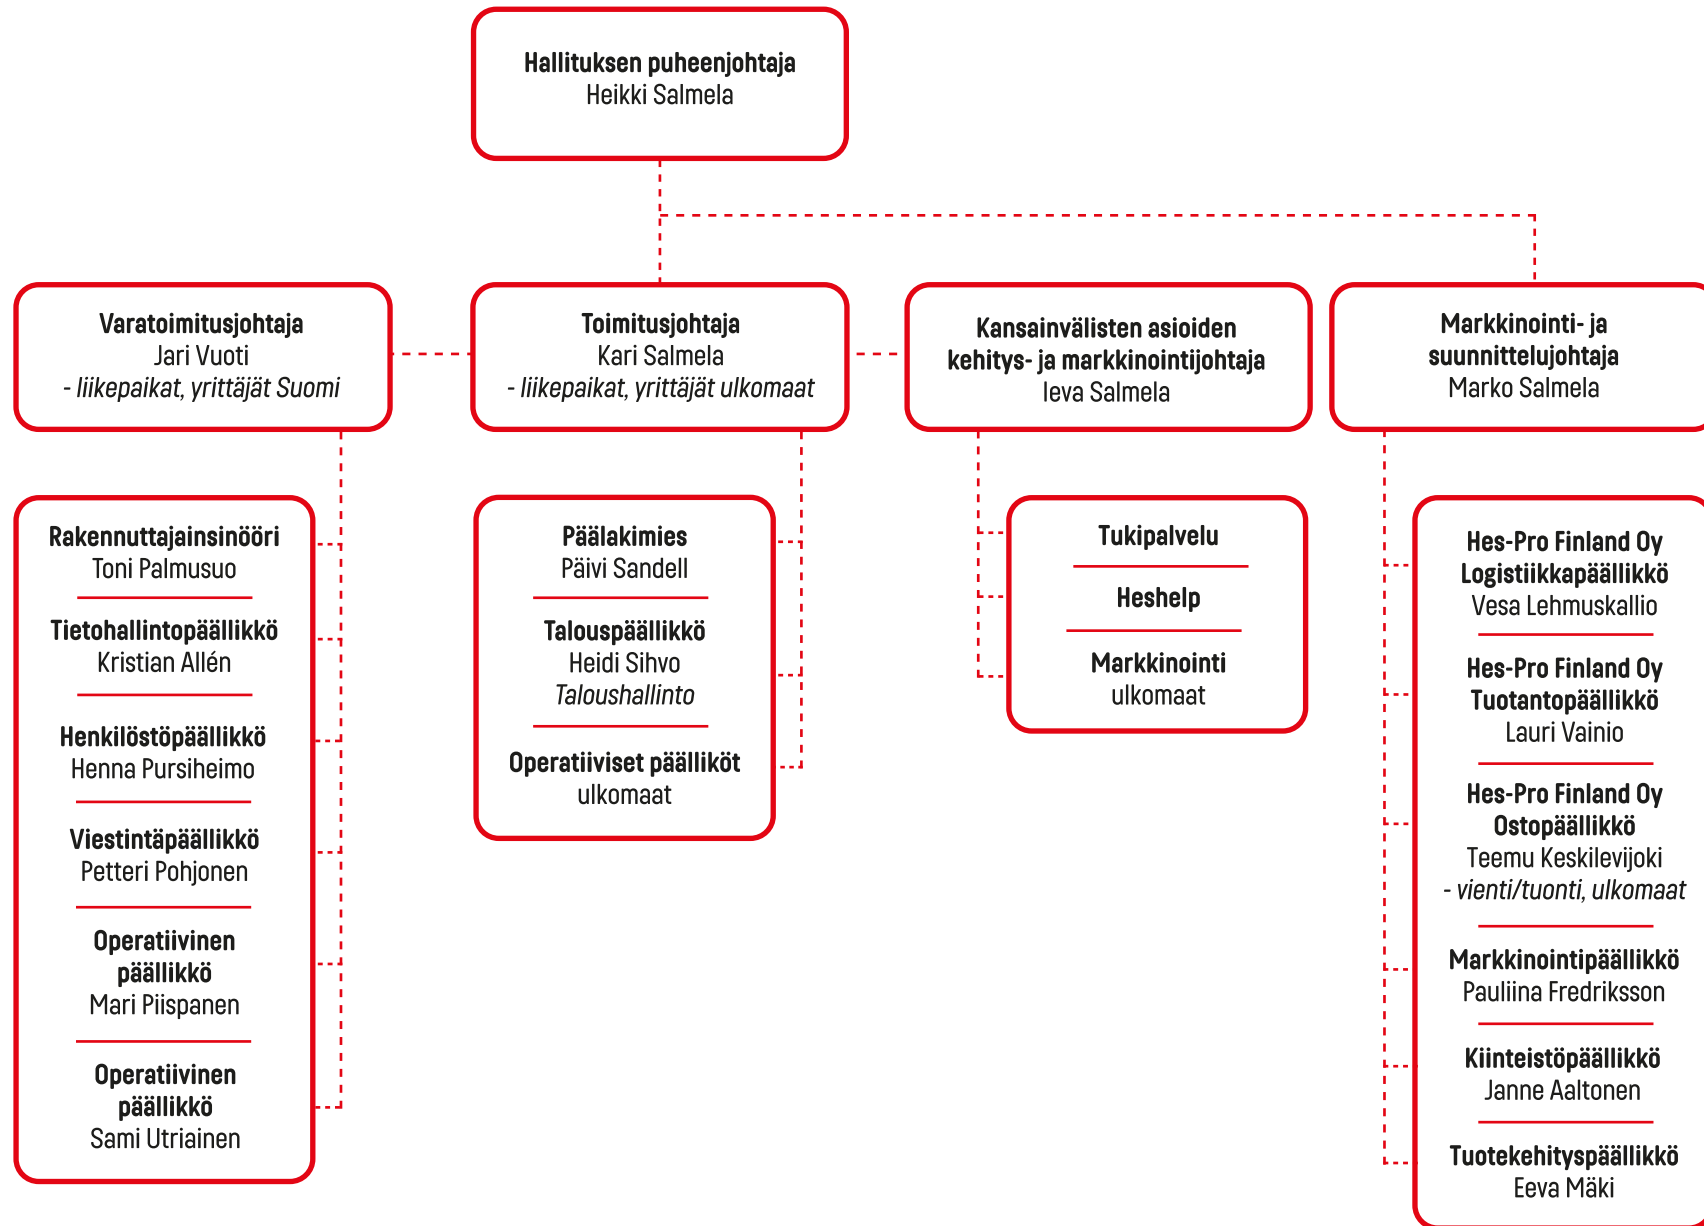 Hallituksen puheenjohtaja
Heikki Salmela
Varatoimitusjohtaja
Jari Vuoti
- liikepaikat, yrittäjät Suomi
Toimitusjohtaja
Kari Salmela
- liikepaikat, yrittäjät ulkomaat
Kansainvälisten asioiden
kehitys- ja markkinointijohtaja
Ieva Salmela
Markkinointi- ja
suunnittelujohtaja
Marko Salmela
Rakennuttajainsinööri
Toni Palmusuo
Tietohallintopäällikkö
Kristian Allén
Henkilöstöpäällikkö
Henna Pursiheimo
Viestintäpäällikkö
Petteri Pohjonen
Operatiivinen
päällikkö
Mari Piispanen
Operatiivinen
päällikkö
Sami Utriainen
Päälakimies
Päivi Sandell
Talouspäällikkö
Heidi Sihvo
Taloushallinto
Operatiiviset päälliköt
ulkomaat
Tukipalvelu
Heshelp
Markkinointi
ulkomaat
Hes-Pro Finland Oy
Logistiikkapäällikkö
Vesa Lehmuskallio
Hes-Pro Finland Oy
Tuotantopäällikkö
Lauri Vainio
Hes-Pro Finland Oy
Ostopäällikkö
Teemu Keskilevijoki
- vienti/tuonti, ulkomaat
Markkinointipäällikkö
Pauliina Fredriksson
Kiinteistöpäällikkö
Janne Aaltonen
Tuotekehityspäällikkö
Eeva Mäki